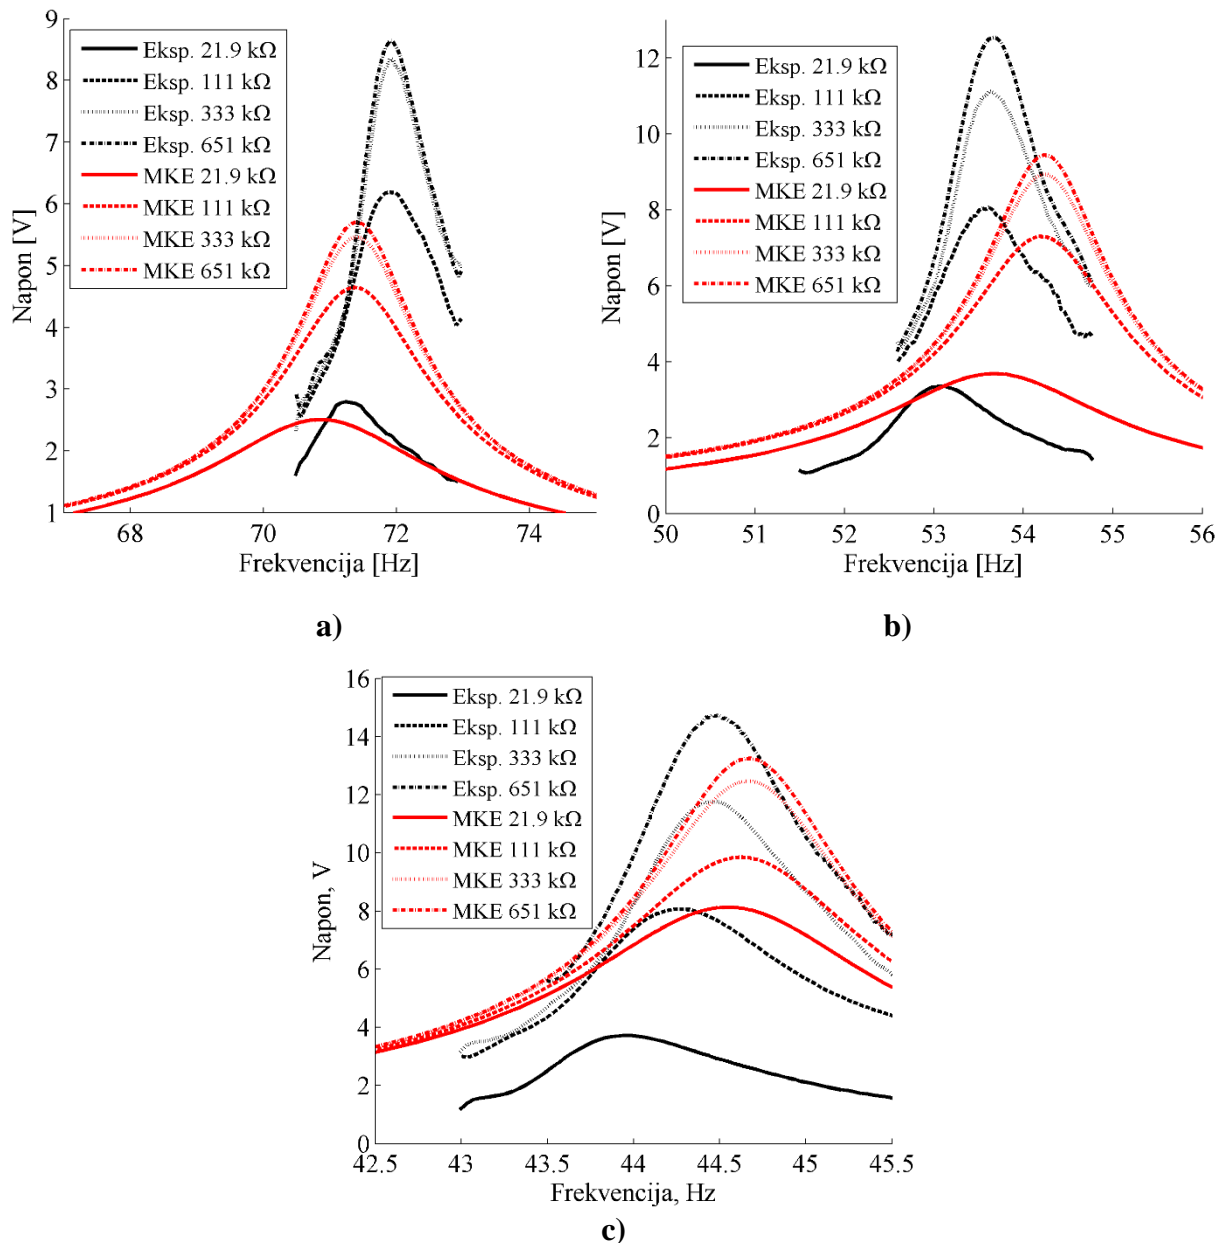 9
8
7
6
5
4
3
2
1
Napon [V]
Eksp. 21.9 kΩ
Eksp. 111 kΩ
Eksp. 333 kΩ
Eksp. 651 kΩ
MKE 21.9 kΩ
MKE 111 kΩ
MKE 333 kΩ
MKE 651 kΩ
68 70 72 74
Frekvencija [Hz]
a)
12
10
8
6
4
2
0
Napon [V]
Eksp. 21.9 kΩ
Eksp. 111 kΩ
Eksp. 333 kΩ
Eksp. 651 kΩ
MKE 21.9 kΩ
MKE 111 kΩ
MKE 333 kΩ
MKE 651 kΩ
50 51 52 53 54 55 56
Frekvencija [Hz]
b)
16
14
12
10
8
6
4
2
0
Napon, V
Eksp. 21.9 kΩ
Eksp. 111 kΩ
Eksp. 333 kΩ
Eksp. 651 kΩ
MKE 21.9 kΩ
MKE 111 kΩ
MKE 333 kΩ
MKE 651 kΩ
42.5 43 43.5 44 44.5 45 45.5
Frekvencija, Hz
c)